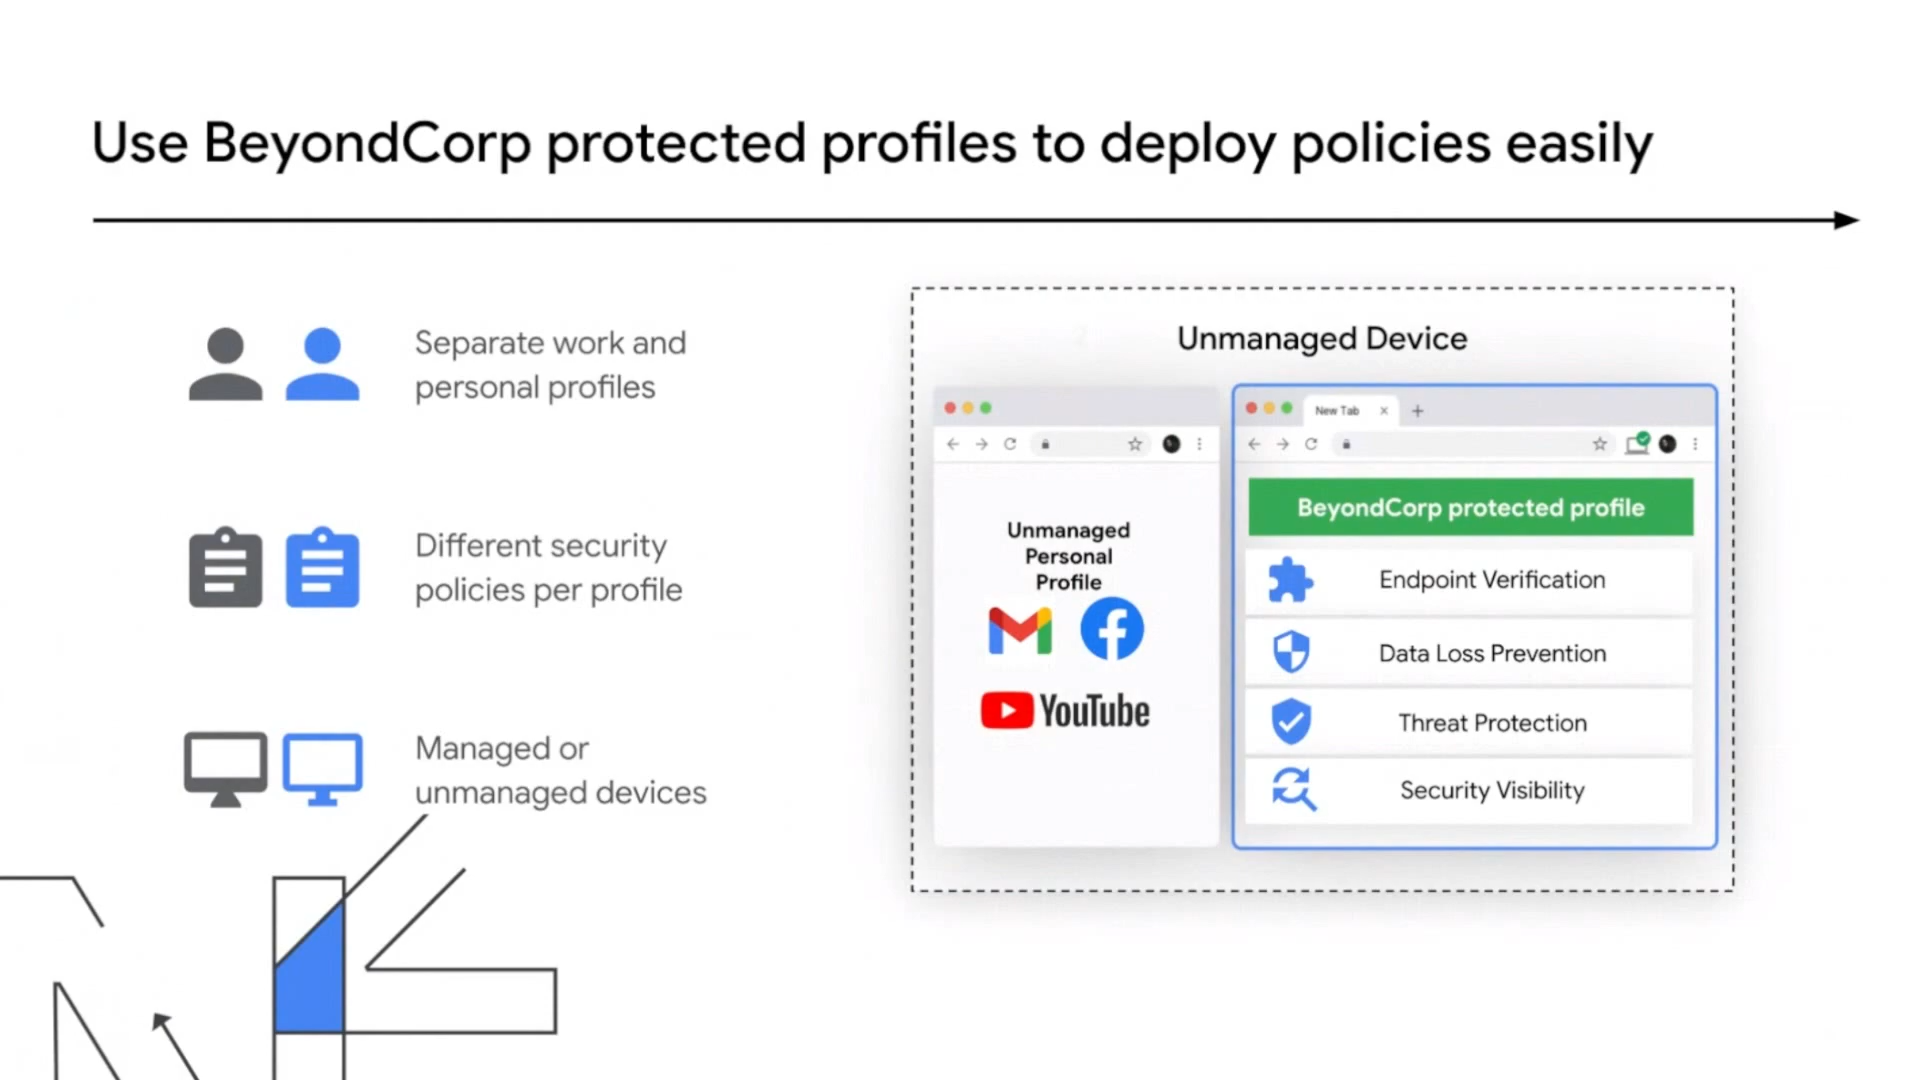 Use BeyondCorp protected profiles to deploy policies easily
Separate work and
personal profiles
Different security
policies per profile
Managed or
unmanaged devices
Unmanaged Device
Unmanaged
Personal
Profile
YouTube
New Tab
BeyondCorp protected profile
Endpoint Verification
Data Loss Prevention
Threat Protection
Security Visibility